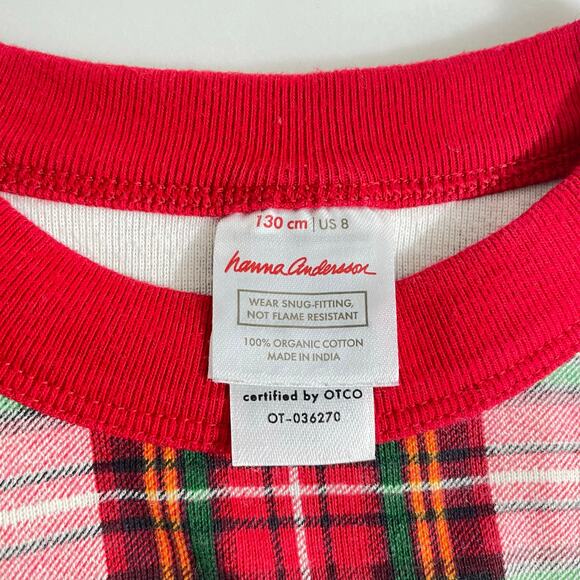 130 cm | US 8
hanna andersson
WEAR SNUG-FITTING,
NOT FLAME RESISTANT
100% ORGANIC COTTON
MADE IN INDIA
certified by OTCO
OT-036270